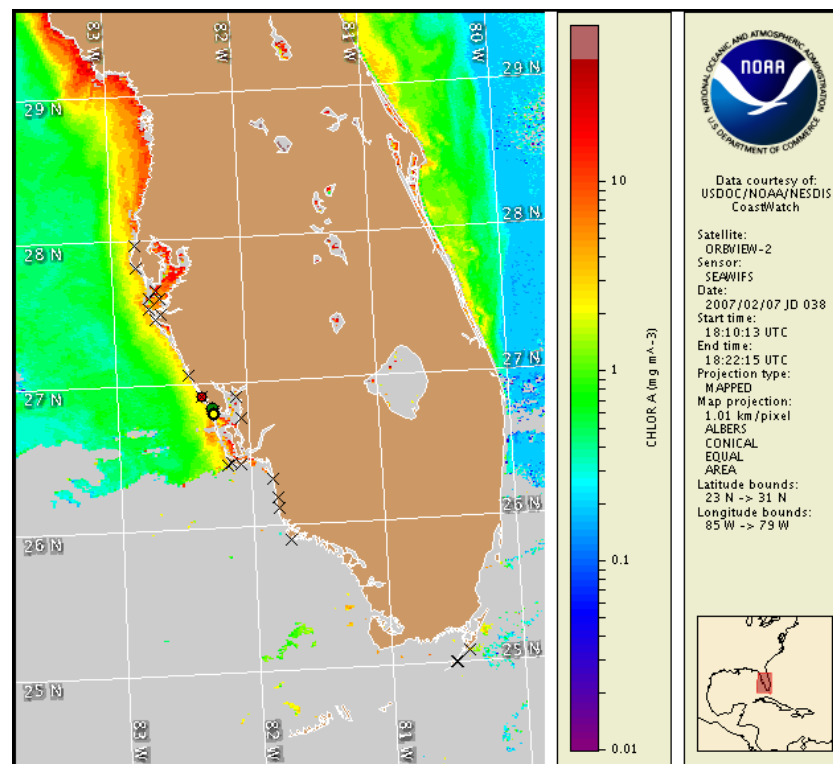 83 W
82 W
81 W
80 W
29 N
29 N
28 N
28 N
27 N
27 N
26 N
26 N
25 N
25 N
83 W
82 W
81 W
10
1
0.1
0.01
CHLOR A (mg m^-3)
NATIONAL OCEANIC AND ATMOSPHERIC ADMINISTRATION
NOAA
U.S. DEPARTMENT OF COMMERCE
Data courtesy of:
USDOC/NOAA/NESDIS
CoastWatch
Satellite:
ORBVIEW-2
Sensor:
SEAWIFS
Date:
2007/02/07 JD 038
Start time:
18:10:13 UTC
End time:
18:22:15 UTC
Projection type:
MAPPED
Map projection:
1.01 km/pixel
ALBERS
CONICAL
EQUAL
AREA
Latitude bounds:
23 N -> 31 N
Longitude bounds:
85 W -> 79 W